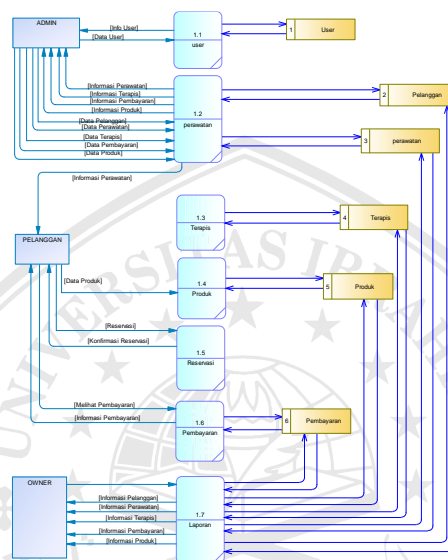 ADMIN
[Info User]
[Data User]
1.1
user
1 User
[Informasi Perawatan]
[Informasi Terapis]
[Informasi Pembayaran]
[Informasi Produk]
[Data Pelanggan]
[Data Perawatan]
[Data Terapis]
[Data Pembayaran]
[Data Produk]
1.2
perawatan
2 Pelanggan
3 perawatan
[Informasi Perawatan]
1.3
Terapis
4 Terapis
PELANGGAN
[Data Produk]
1.4
Produk
5 Produk
[Reservasi]
[Konfirmasi Reservasi]
1.5
Reservasi
[Melihat Pembayaran]
[Informasi Pembayaran]
1.6
Pembayaran
6 Pembayaran
OWNER
[Informasi Pelanggan]
[Informasi Perawatan]
[Informasi Terapis]
[Informasi Pembayaran]
[Informasi Produk]
1.7
Laporan